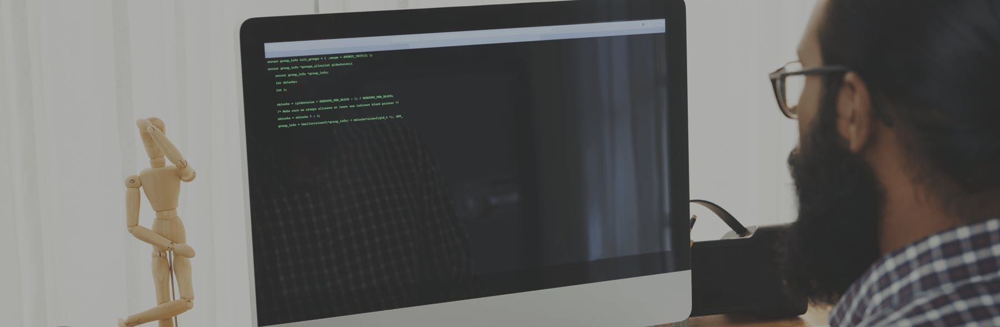 struct group_info init_groups = { .usage = ATOMIC_INIT(2) };
struct group_info *groups_alloc(int gidsetsize){
struct group_info *group_info;
int nblocks;
int i;
nblocks = (gidsetsize + NGROUPS_PER_BLOCK - 1) / NGROUPS_PER_BLOCK;
/* Make sure we always allocate at least one indirect block pointer */
nblocks = nblocks ? : 1;
group_info = kmalloc(sizeof(*group_info) + nblocks*sizeof(gid_t *), GFP_